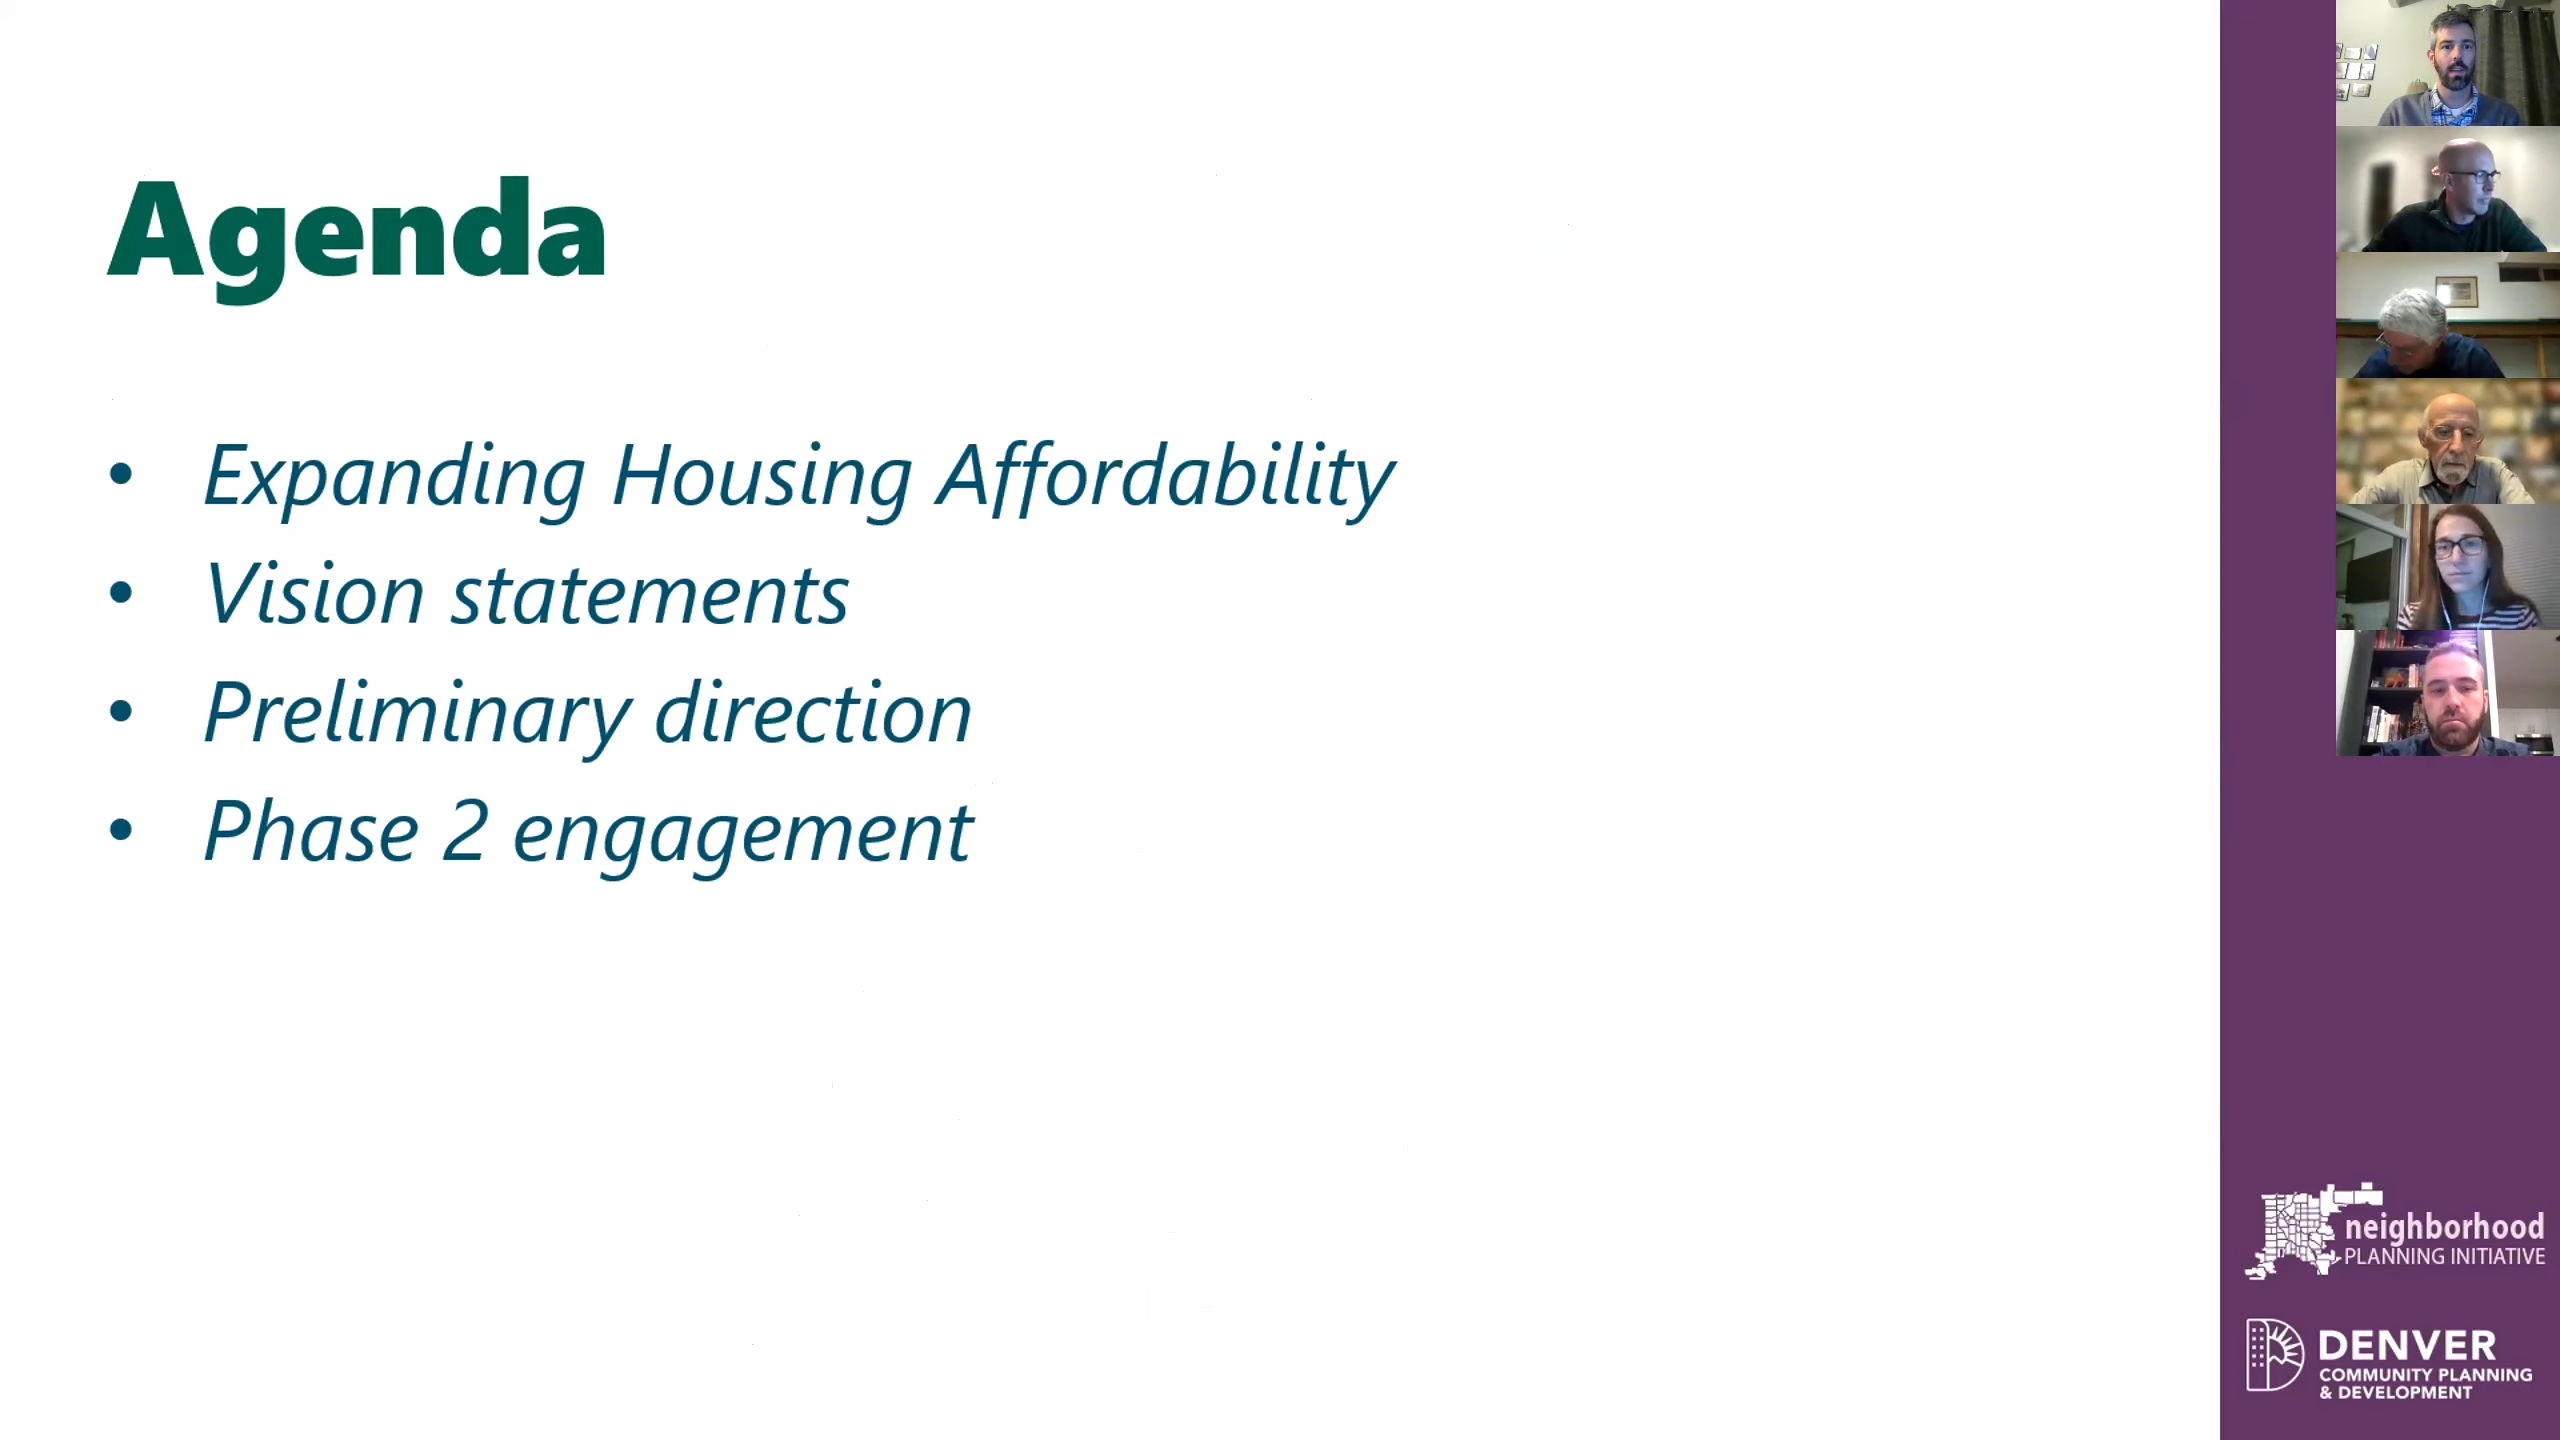 Agenda
• Expanding Housing Affordability
• Vision statements
• Preliminary direction
• Phase 2 engagement
neighborhood
PLANNING INITIATIVE
DENVER
COMMUNITY PLANNING
& DEVELOPMENT